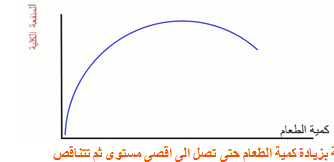 المنفعة الكلية
كمية الطعام
بزيادة كمية الطعام حتى تصل الى اقصى مستوى ثم تتناقص